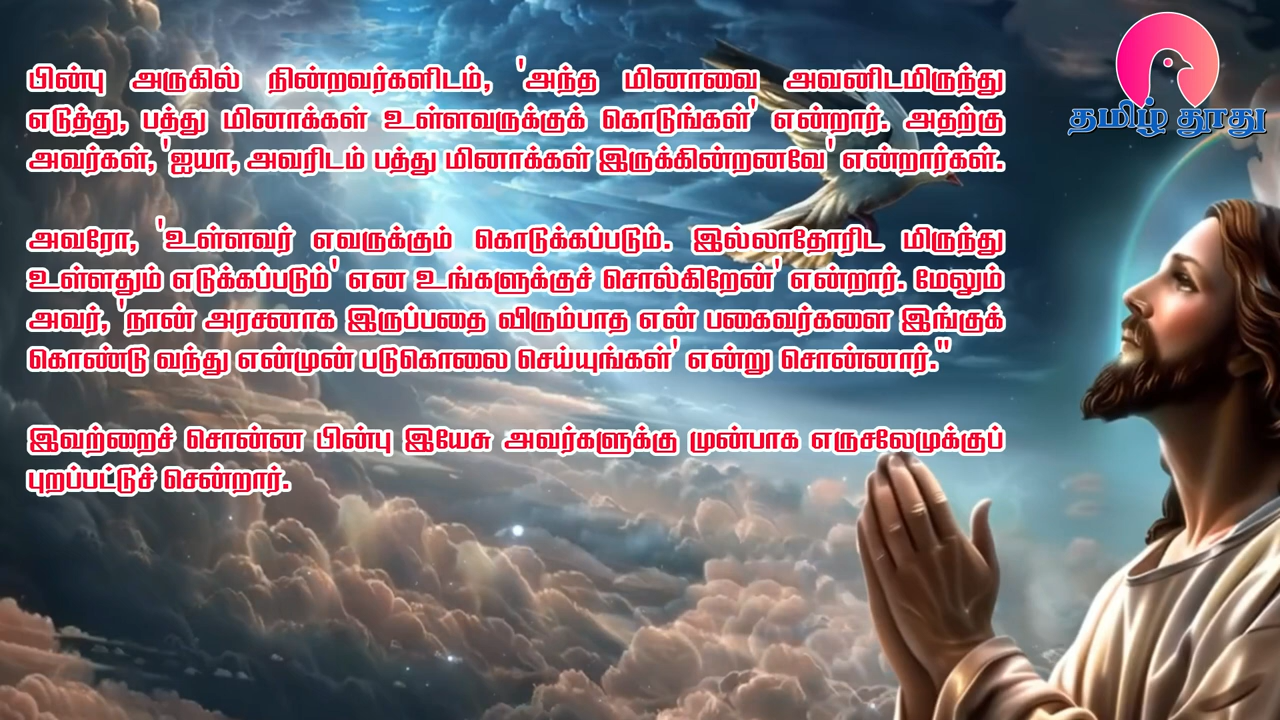 தமிழ் தூது
பின்பு அருகில் நின்றவர்களிடம், 'அந்த மினாவை அவனிடமிருந்து
எடுத்து, பத்து மினாக்கள் உள்ளவருக்குக் கொடுங்கள்' என்றார். அதற்கு
அவர்கள், 'ஐயா, அவரிடம் பத்து மினாக்கள் இருக்கின்றனவே' என்றார்கள்.
அவரோ, 'உள்ளவர் எவருக்கும் கொடுக்கப்படும். இல்லாதோரிட மிருந்து
உள்ளதும் எடுக்கப்படும்' என உங்களுக்குச் சொல்கிறேன்' என்றார். மேலும்
அவர், 'நான் அரசனாக இருப்பதை விரும்பாத என் பகைவர்களை இங்குக்
கொண்டு வந்து என்முன் படுகொலை செய்யுங்கள்' என்று சொன்னார்."
இவற்றைச் சொன்ன பின்பு இயேசு அவர்களுக்கு முன்பாக எருசலேமுக்குப்
புறப்பட்டுச் சென்றார்.